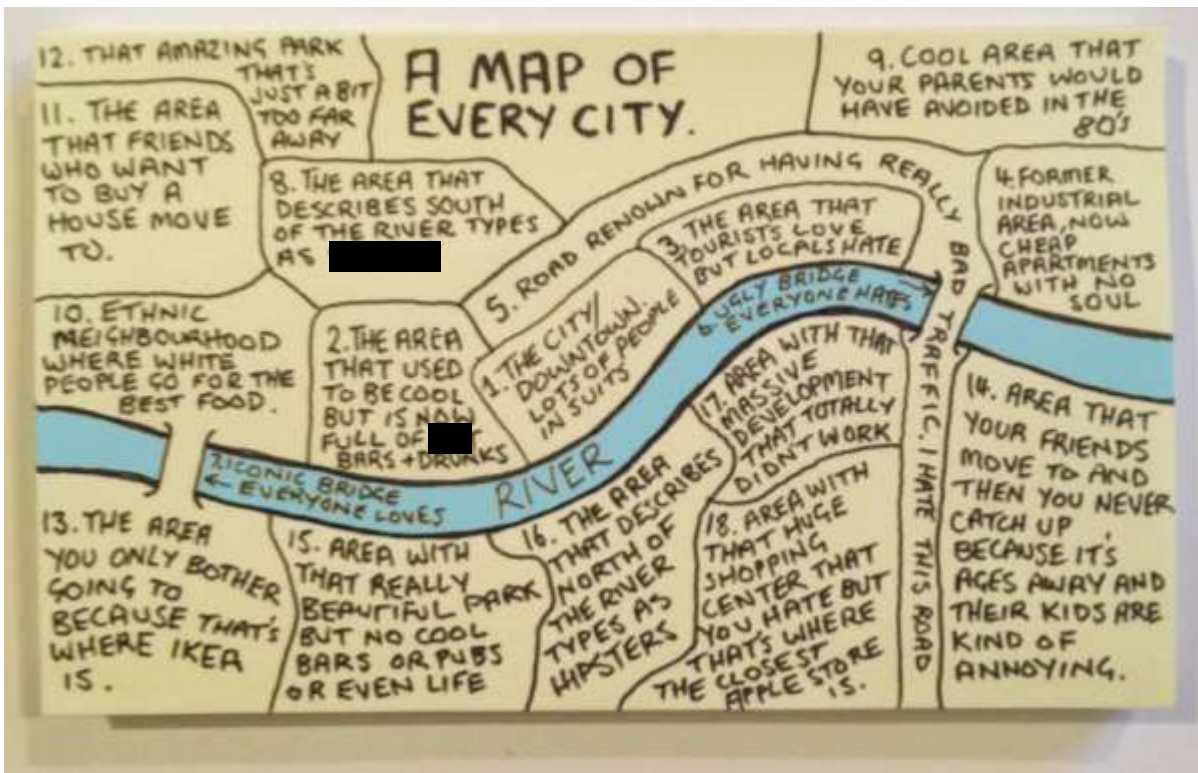 A MAP OF
EVERY CITY.
12. THAT AMAZING PARK
THAT'S
JUST A BIT
TOO FAR
AWAY
9. COOL AREA THAT
YOUR PARENTS WOULD
HAVE AVOIDED IN THE
80'S
11. THE AREA
THAT FRIENDS
WHO WANT
TO BUY A
HOUSE MOVE
TO.
8. THE AREA THAT
DESCRIBES SOUTH
OF THE RIVER TYPES
AS
5. ROAD RENOWN FOR HAVING REALLY BAD TRAFFIC. I HATE THIS ROAD
3. THE AREA THAT
TOURISTS LOVE
BUT LOCALS HATE
4. FORMER
INDUSTRIAL
AREA, NOW
CHEAP
APARTMENTS
WITH NO
SOUL
10. ETHNIC
NEIGHBOURHOOD
WHERE WHITE
PEOPLE GO FOR THE
BEST FOOD.
2. THE AREA
THAT USED
TO BE COOL
BUT IS NOW
FULL OF
BARS + DRUNKS
1. THE CITY/
DOWNTOWN.
LOTS OF PEOPLE
IN SUITS
6. UGLY BRIDGE
EVERYONE HATES
7. ICONIC BRIDGE
EVERYONE LOVES
RIVER
17. AREA WITH THAT
MASSIVE
DEVELOPMENT
THAT TOTALLY
DIDNT WORK
14. AREA THAT
YOUR FRIENDS
MOVE TO AND
THEN YOU NEVER
CATCH UP
BECAUSE IT'S
AGES AWAY AND
THEIR KIDS ARE
KIND OF
ANNOYING.
13. THE AREA
YOU ONLY BOTHER
GOING TO
BECAUSE THAT'S
WHERE IKEA
IS.
15. AREA WITH
THAT REALLY
BEAUTIFUL PARK
BUT NO COOL
BARS OR PUBS
OR EVEN LIFE
16. THE AREA
THAT DESCRIBES
NORTH OF
THE RIVER
TYPES AS
HIPSTERS
18. AREA WITH
THAT HUGE
SHOPPING
CENTER THAT
YOU HATE BUT
THAT'S WHERE
THE CLOSEST
APPLE STORE
IS.